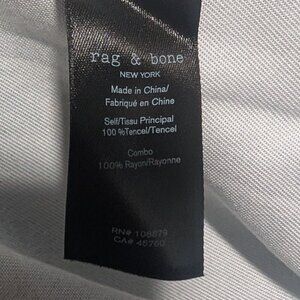 rag & bone
NEW YORK
Made in China/
Fabriqué en Chine
Self/Tissu Principal
100 %Tencel/Tencel
Combo
100% Rayon/Rayonne
RN# 108879
CA# 45760